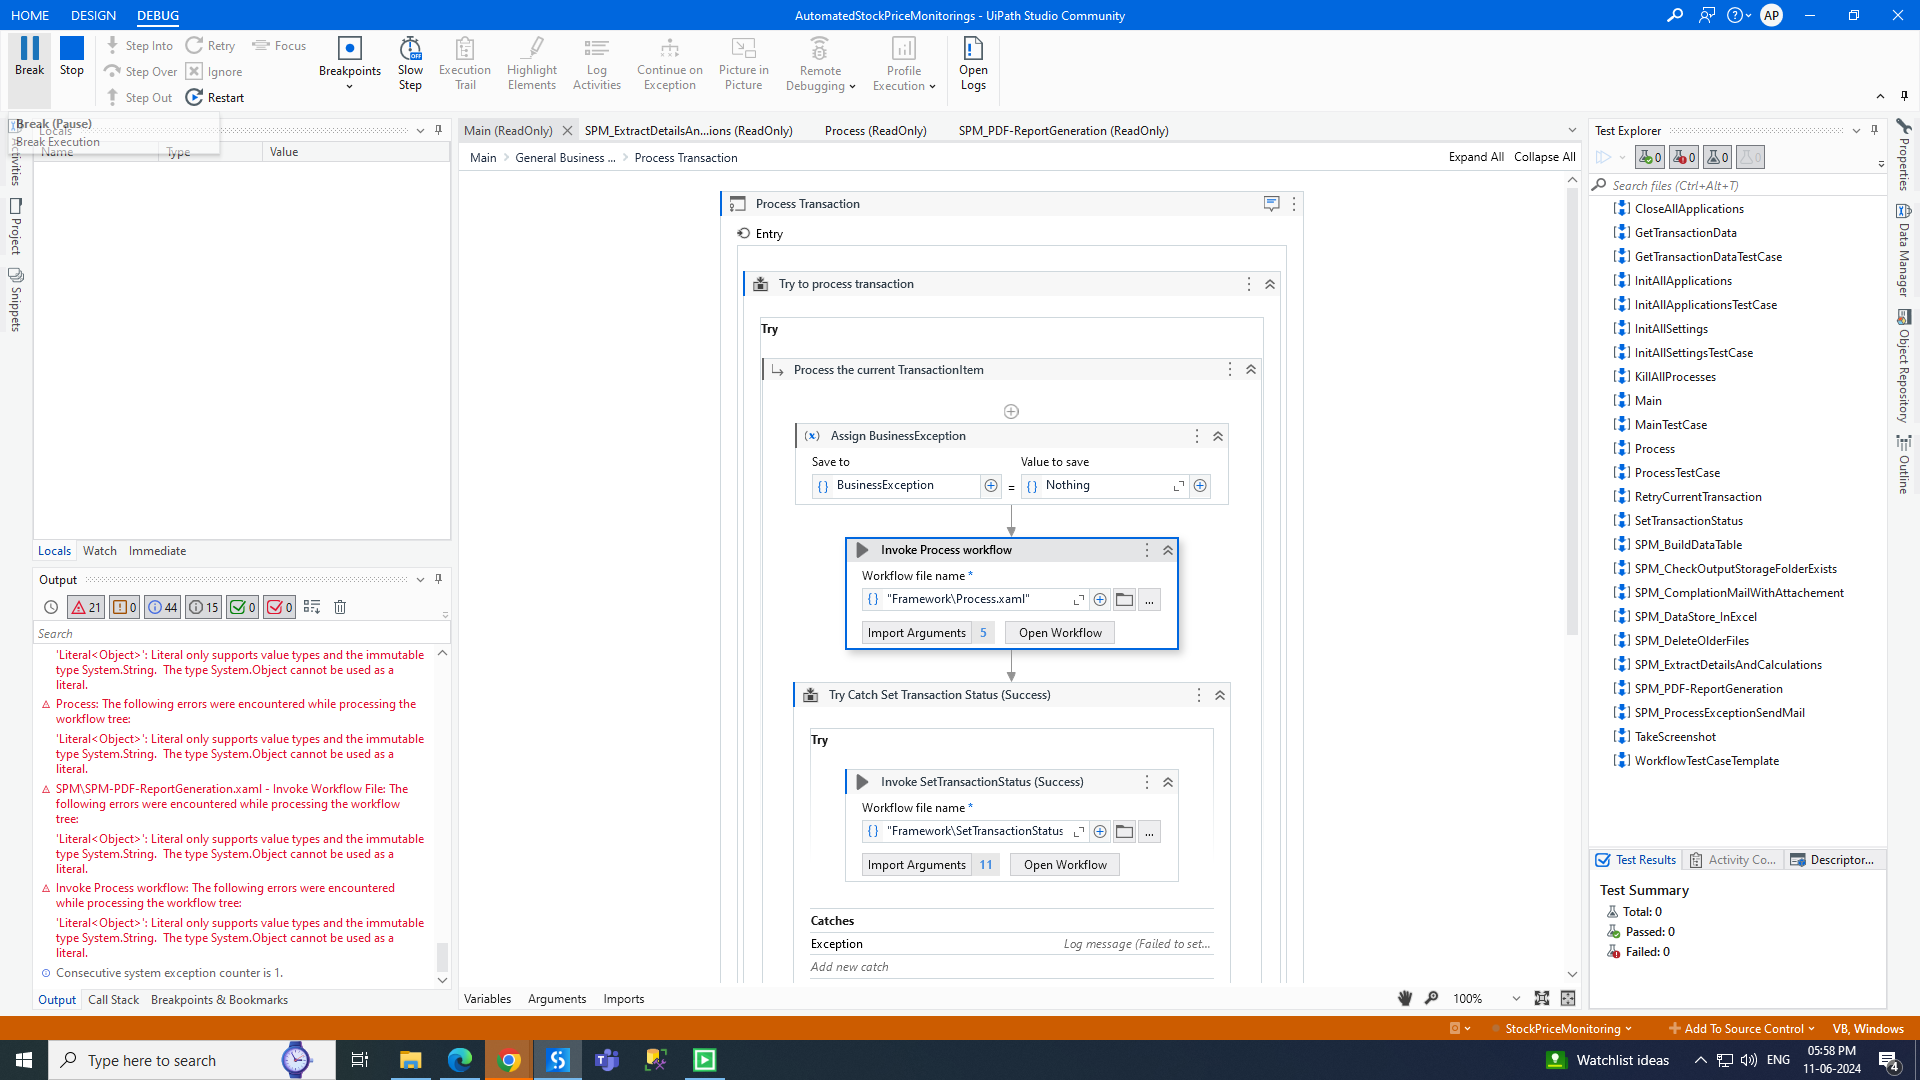 HOME DESIGN DEBUG
AutomatedStockPriceMonitorings - UiPath Studio Community
AP
Break
Stop
Step Into
Step Over
Step Out
Retry
Ignore
Restart
Focus
Breakpoints
Slow Step
Execution Trail
Highlight Elements
Log Activities
Continue on Exception
Picture in Picture
Remote Debugging
Profile Execution
Open Logs
Break (Pause)
Break Execution
Locals
Name Type Value
Activities
Project
Snippets
Locals Watch Immediate
Output
21 0 44 15 0 0
Search
'Literal<Object>': Literal only supports value types and the immutable
type System.String. The type System.Object cannot be used as a
literal.
Process: The following errors were encountered while processing the
workflow tree:
'Literal<Object>': Literal only supports value types and the immutable
type System.String. The type System.Object cannot be used as a
literal.
SPM\SPM-PDF-ReportGeneration.xaml - Invoke Workflow File: The
following errors were encountered while processing the workflow
tree:
'Literal<Object>': Literal only supports value types and the immutable
type System.String. The type System.Object cannot be used as a
literal.
Invoke Process workflow: The following errors were encountered
while processing the workflow tree:
'Literal<Object>': Literal only supports value types and the immutable
type System.String. The type System.Object cannot be used as a
literal.
Consecutive system exception counter is 1.
Output Call Stack Breakpoints & Bookmarks
Main (ReadOnly) SPM_ExtractDetailsAn...ions (ReadOnly) Process (ReadOnly) SPM_PDF-ReportGeneration (ReadOnly)
Main > General Business ... > Process Transaction
Expand All Collapse All
Process Transaction
Entry
Try to process transaction
Try
Process the current TransactionItem
(x) Assign BusinessException
Save to Value to save
{} BusinessException = {} Nothing
Invoke Process workflow
Workflow file name *
{} "Framework\Process.xaml" ...
Import Arguments 5 Open Workflow
Try Catch Set Transaction Status (Success)
Try
Invoke SetTransactionStatus (Success)
Workflow file name *
{} "Framework\SetTransactionStatus ...
Import Arguments 11 Open Workflow
Catches
Exception Log message (Failed to set...
Add new catch
Variables Arguments Imports
100%
Test Explorer
0 0 0 0
Search files (Ctrl+Alt+T)
CloseAllApplications
GetTransactionData
GetTransactionDataTestCase
InitAllApplications
InitAllApplicationsTestCase
InitAllSettings
InitAllSettingsTestCase
KillAllProcesses
Main
MainTestCase
Process
ProcessTestCase
RetryCurrentTransaction
SetTransactionStatus
SPM_BuildDataTable
SPM_CheckOutputStorageFolderExists
SPM_ComplationMailWithAttachement
SPM_DataStore_InExcel
SPM_DeleteOlderFiles
SPM_ExtractDetailsAndCalculations
SPM_PDF-ReportGeneration
SPM_ProcessExceptionSendMail
TakeScreenshot
WorkflowTestCaseTemplate
Test Results Activity Co... Descriptor...
Test Summary
Total: 0
Passed: 0
Failed: 0
Properties
Data Manager
Object Repository
Outline
0 StockPriceMonitoring Add To Source Control VB, Windows
Type here to search
Watchlist ideas
ENG
05:58 PM
11-06-2024
4